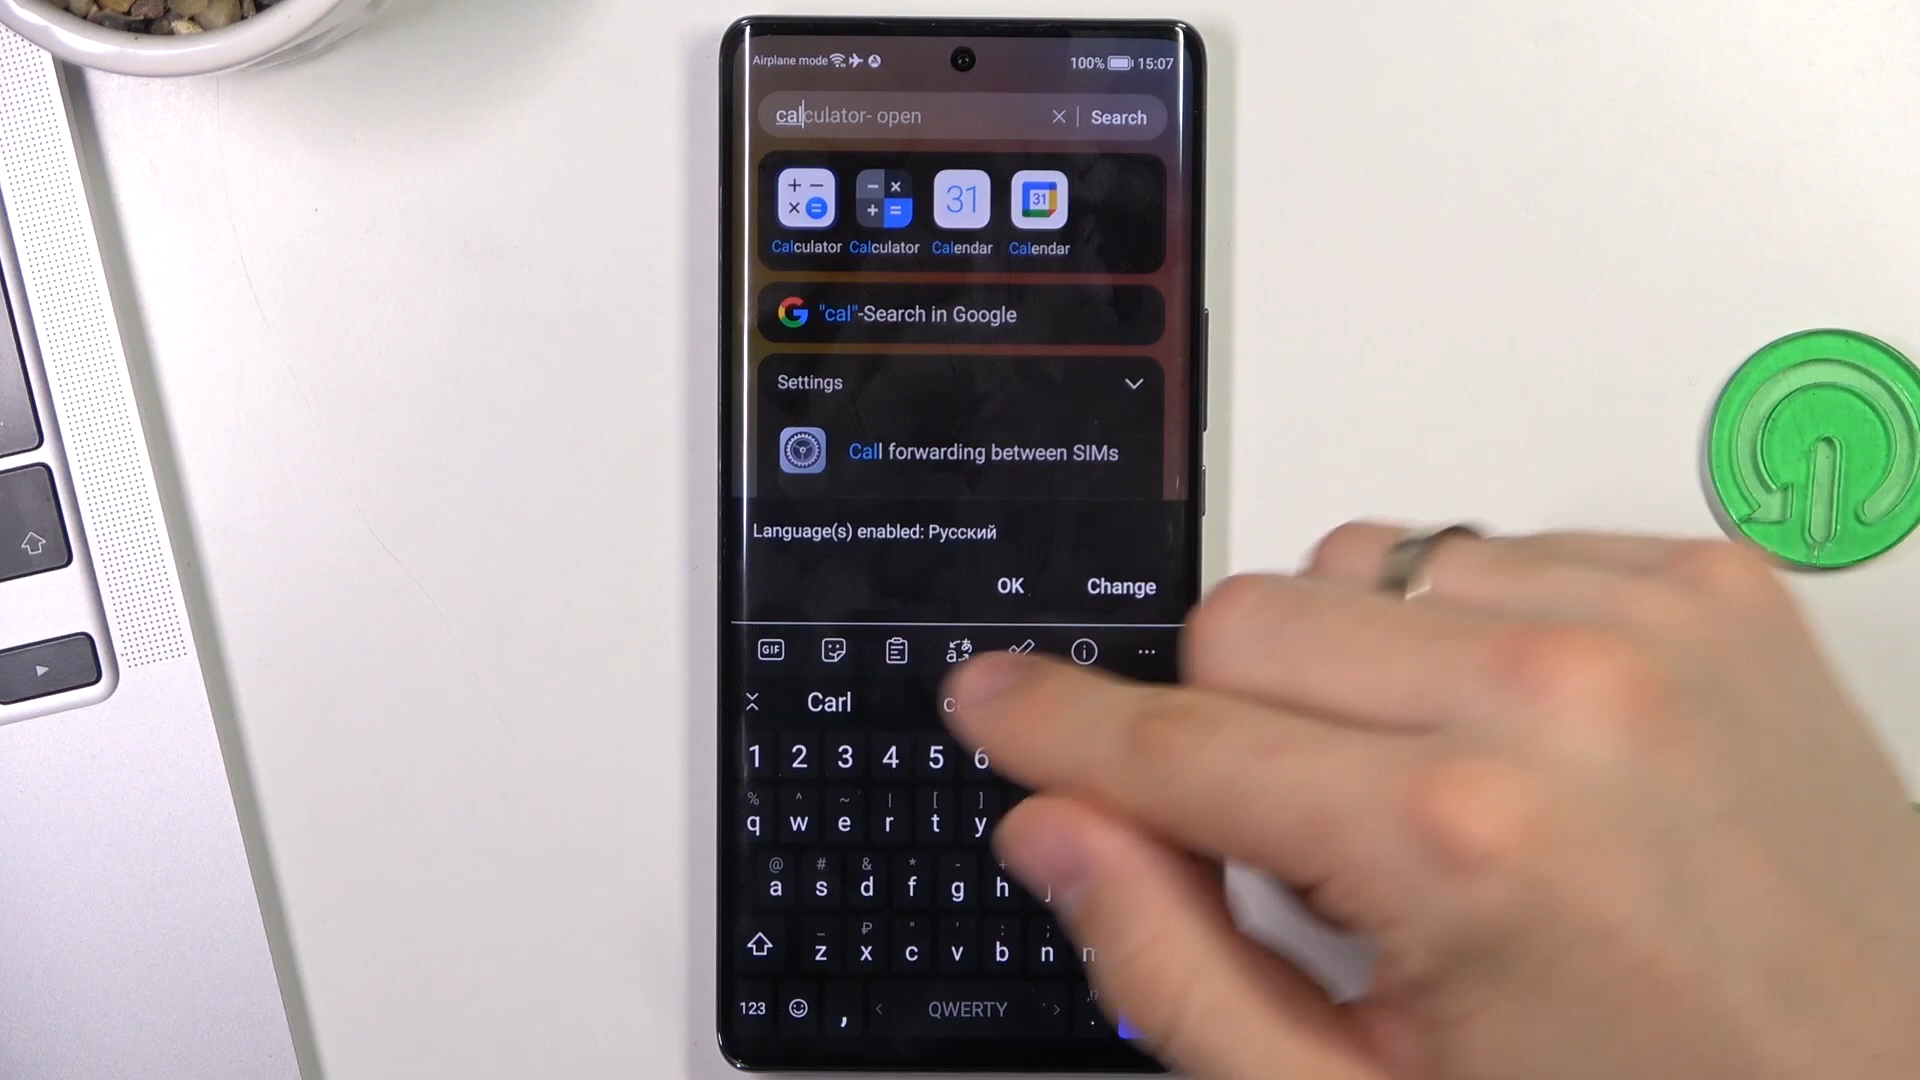 Airplane mode 100% 15:07
calculator- open × | Search
31 31
Calculator Calculator Calendar Calendar
"cal"-Search in Google
Settings
Call forwarding between SIMs
Language(s) enabled: Русский
OK Change
GIF
Carl
1 2 3 4 5 6
% ^ ~ | [ ]
q w e r t y
@ # & * - +
a s d f g h j
_ ₽ " ' : ;
z x c v b n m
,!?
123 , < QWERTY > .